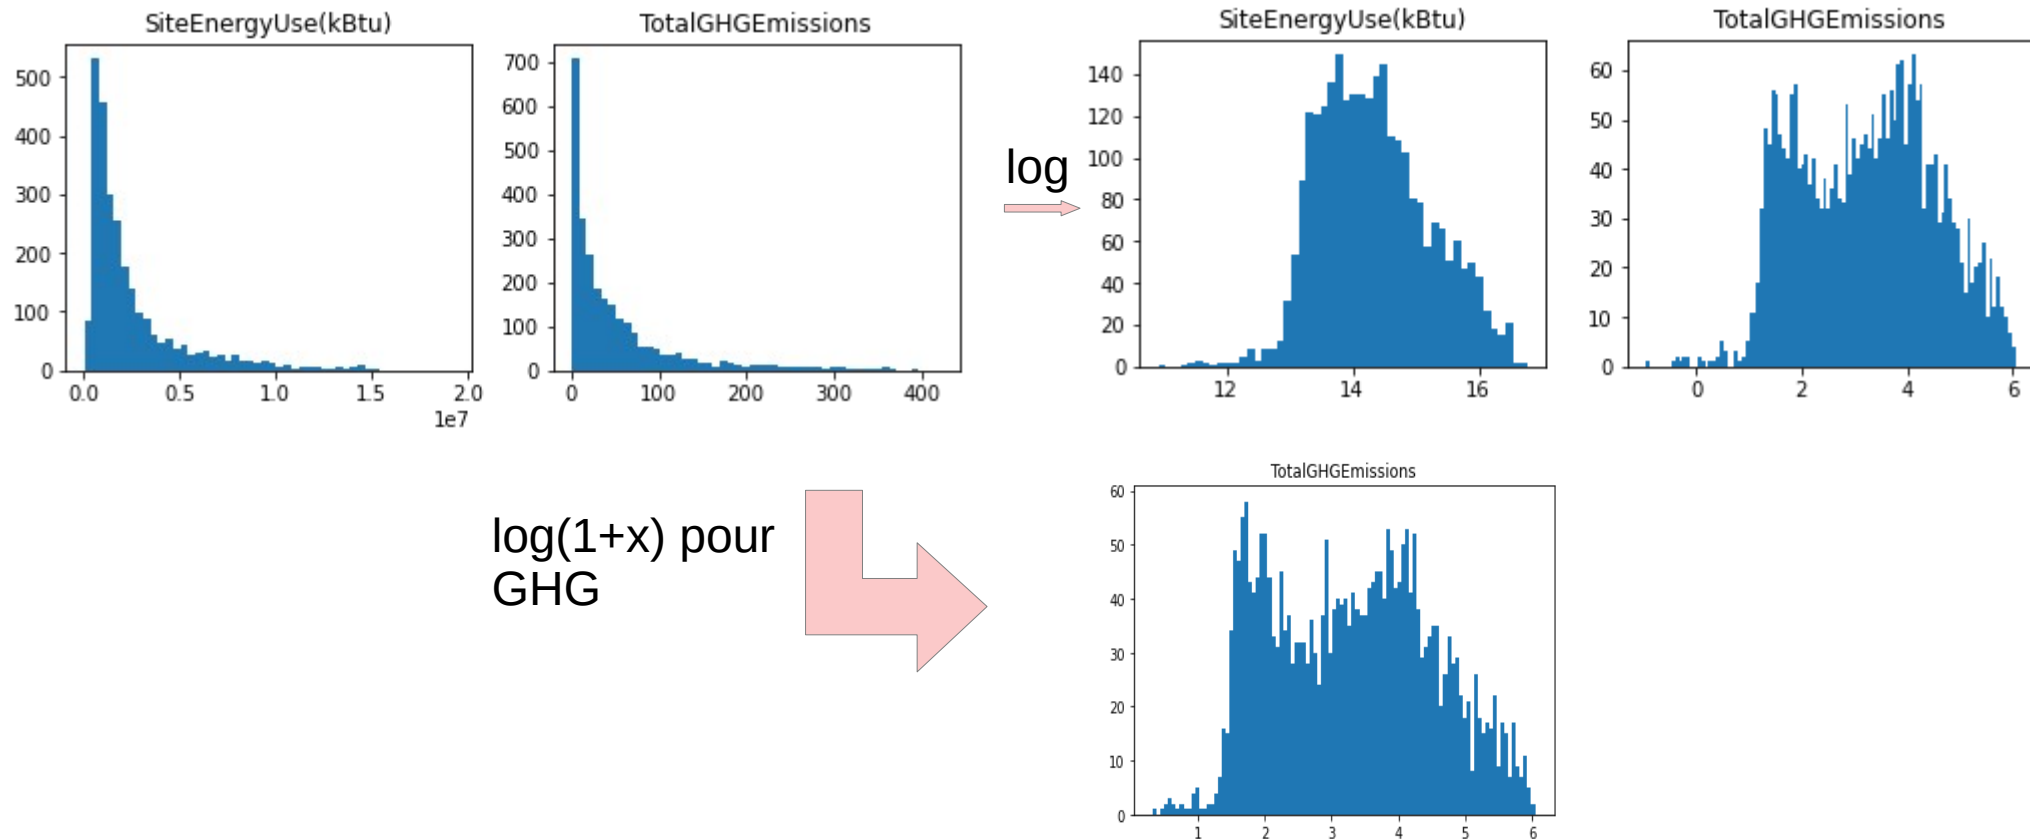 SiteEnergyUse(kBtu)
500
400
300
200
100
0
0.0 0.5 1.0 1.5 2.0
1e7
TotalGHGEmissions
700
600
500
400
300
200
100
0
0 100 200 300 400
log
SiteEnergyUse(kBtu)
140
120
100
80
60
40
20
0
12 14 16
TotalGHGEmissions
60
50
40
30
20
10
0
0 2 4 6
log(1+x) pour
GHG
TotalGHGEmissions
60
50
40
30
20
10
0
1 2 3 4 5 6